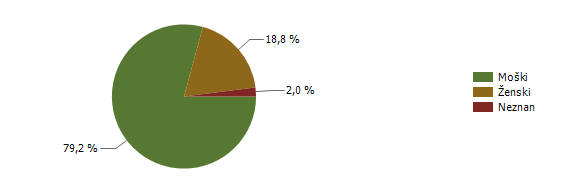 18,8 %
2,0 %
79,2 %
Moški
Ženski
Neznan